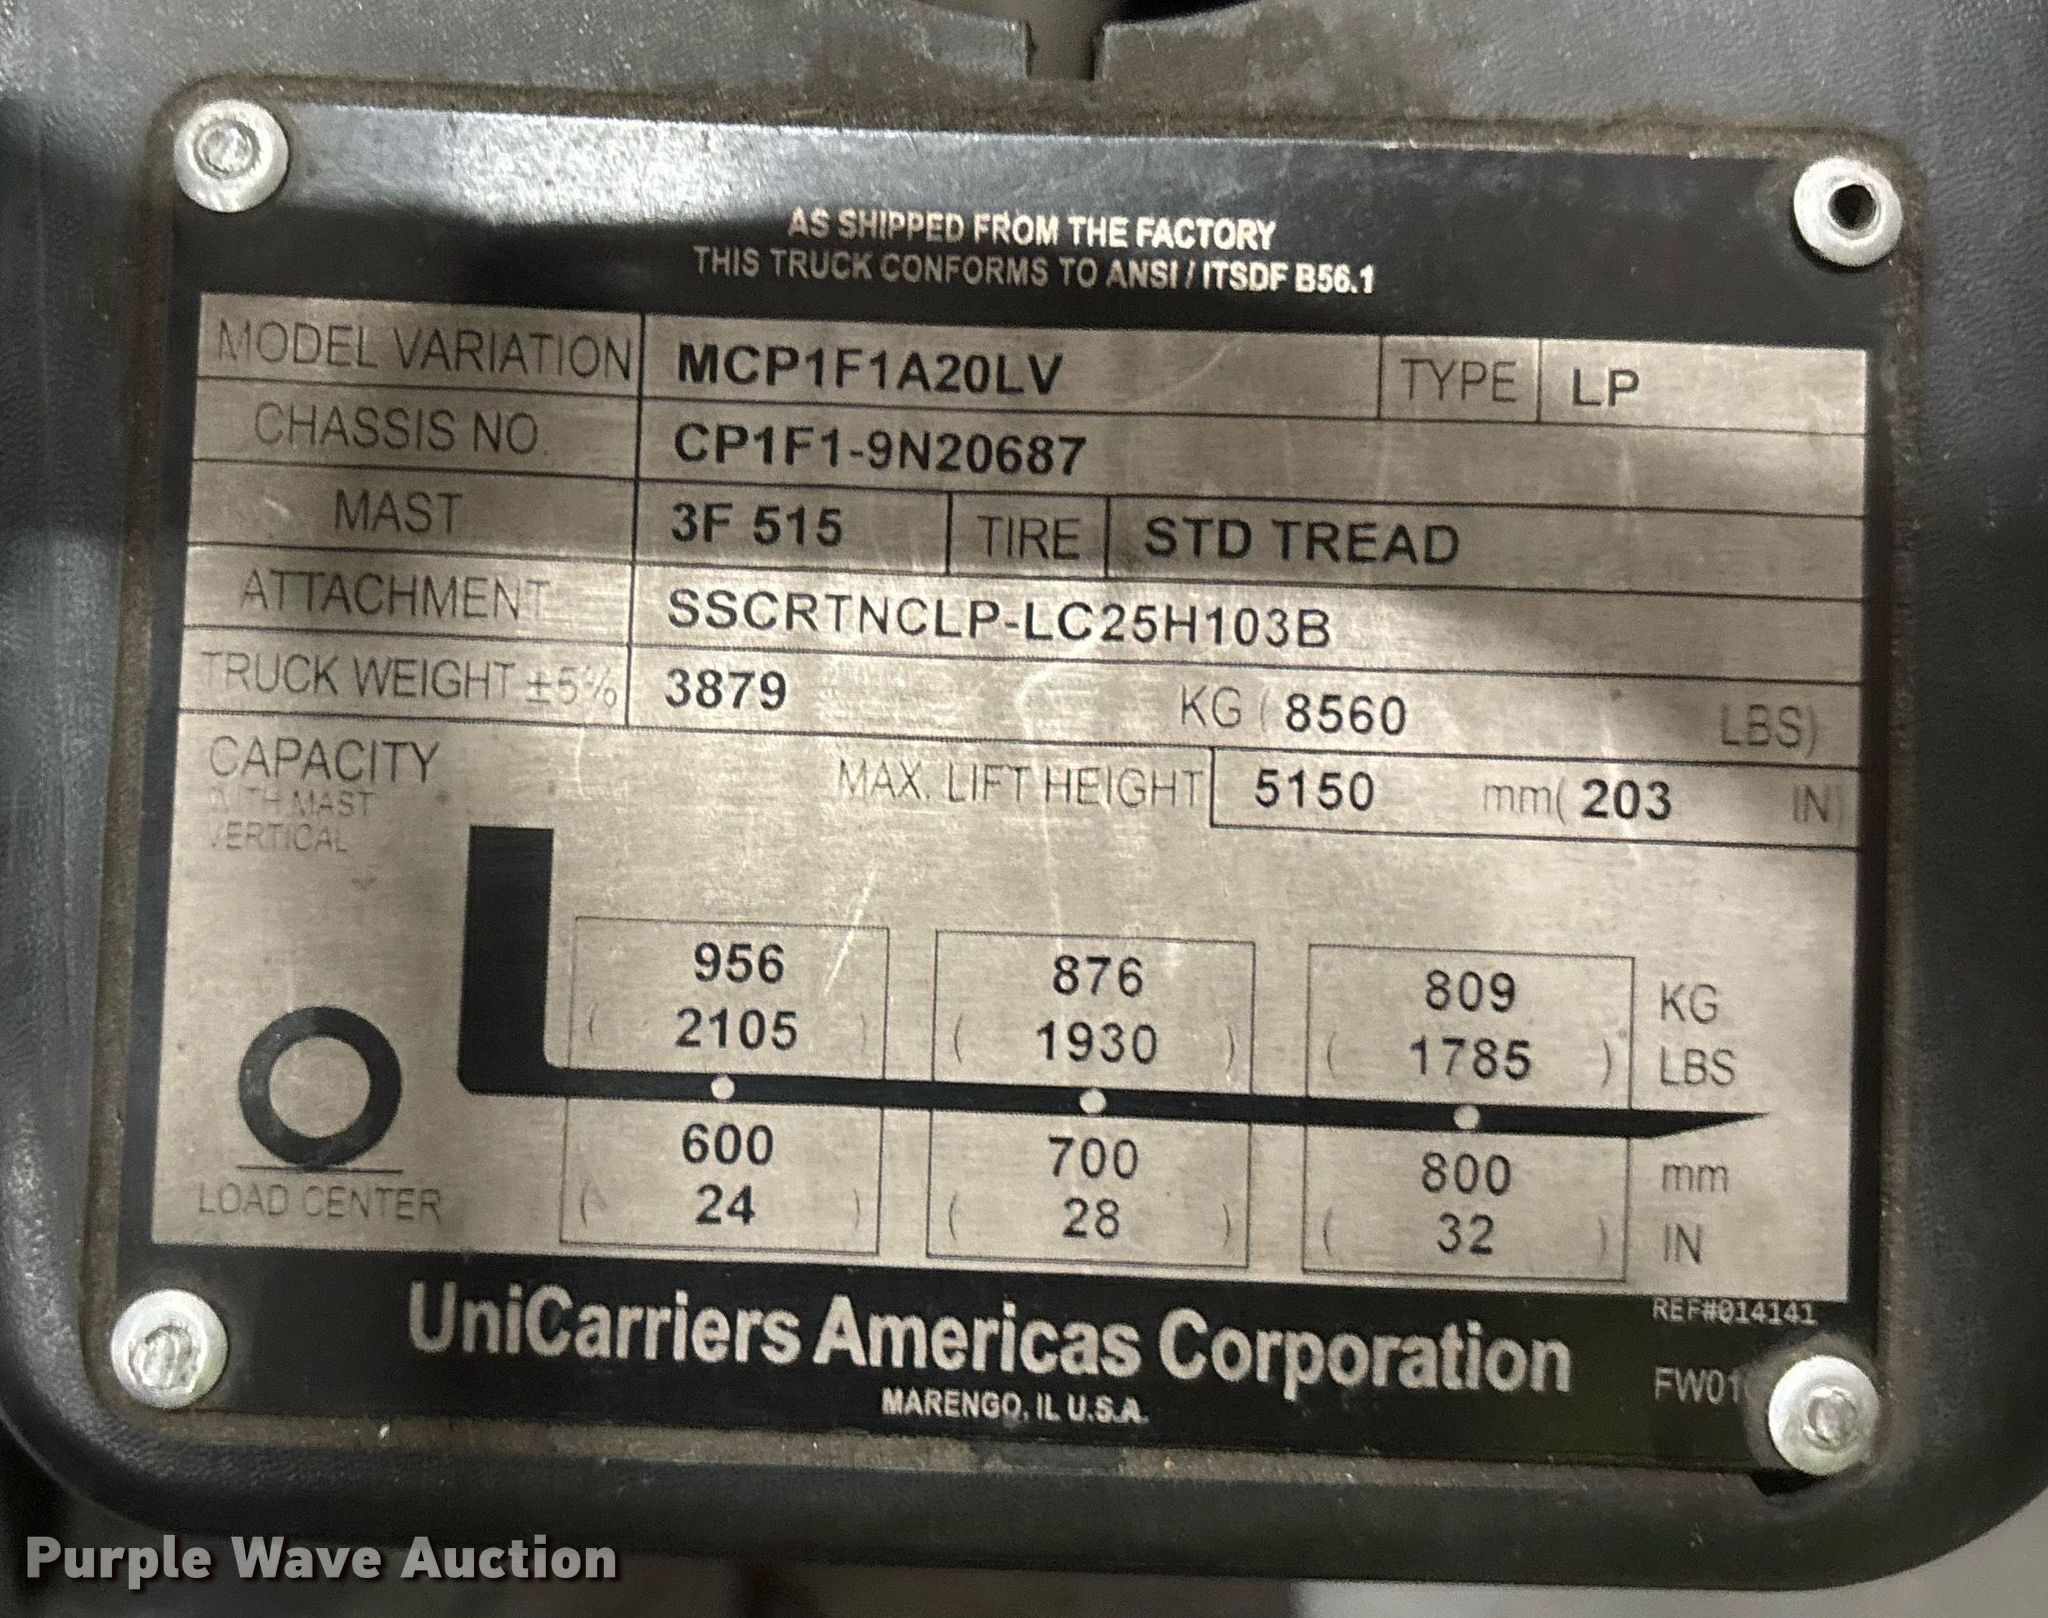 AS SHIPPED FROM THE FACTORY
THIS TRUCK CONFORMS TO ANSI / ITSDF B56.1
MODEL VARIATION MCP1F1A20LV TYPE LP
CHASSIS NO. CP1F1-9N20687
MAST 3F 515 TIRE STD TREAD
ATTACHMENT SSCRTNCLP-LC25H103B
TRUCK WEIGHT ±5% 3879 KG ( 8560 LBS)
CAPACITY MAX. LIFT HEIGHT 5150 mm( 203 IN)
WITH MAST
VERTICAL
956 876 809 KG
( 2105 ) ( 1930 ) ( 1785 ) LBS
600 700 800 mm
LOAD CENTER ( 24 ) ( 28 ) ( 32 ) IN
UniCarriers Americas Corporation
MARENGO, IL U.S.A.
REF#014141
Purple Wave Auction